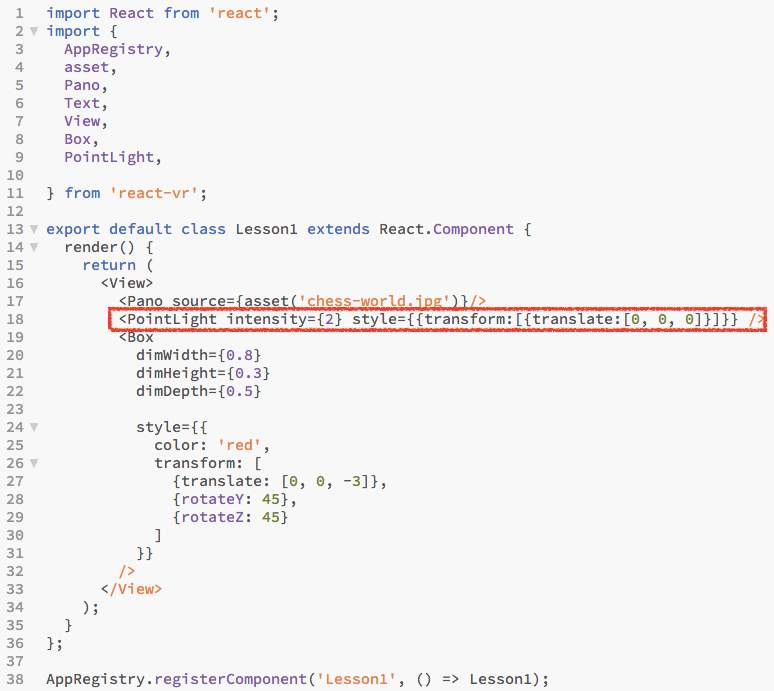 1 import React from 'react';
2 import {
3 AppRegistry,
4 asset,
5 Pano,
6 Text,
7 View,
8 Box,
9 PointLight,
10
11 } from 'react-vr';
12
13 export default class Lesson1 extends React.Component {
14 render() {
15 return (
16 <View>
17 <Pano source={asset('chess-world.jpg')}/>
18 <PointLight intensity={2} style={{transform:[{translate:[0, 0, 0]}]}} />
19 <Box
20 dimWidth={0.8}
21 dimHeight={0.3}
22 dimDepth={0.5}
23
24 style={{
25 color: 'red',
26 transform: [
27 {translate: [0, 0, -3]},
28 {rotateY: 45},
29 {rotateZ: 45}
30 ]
31 }}
32 />
33 </View>
34 );
35 }
36 };
37
38 AppRegistry.registerComponent('Lesson1', () => Lesson1);